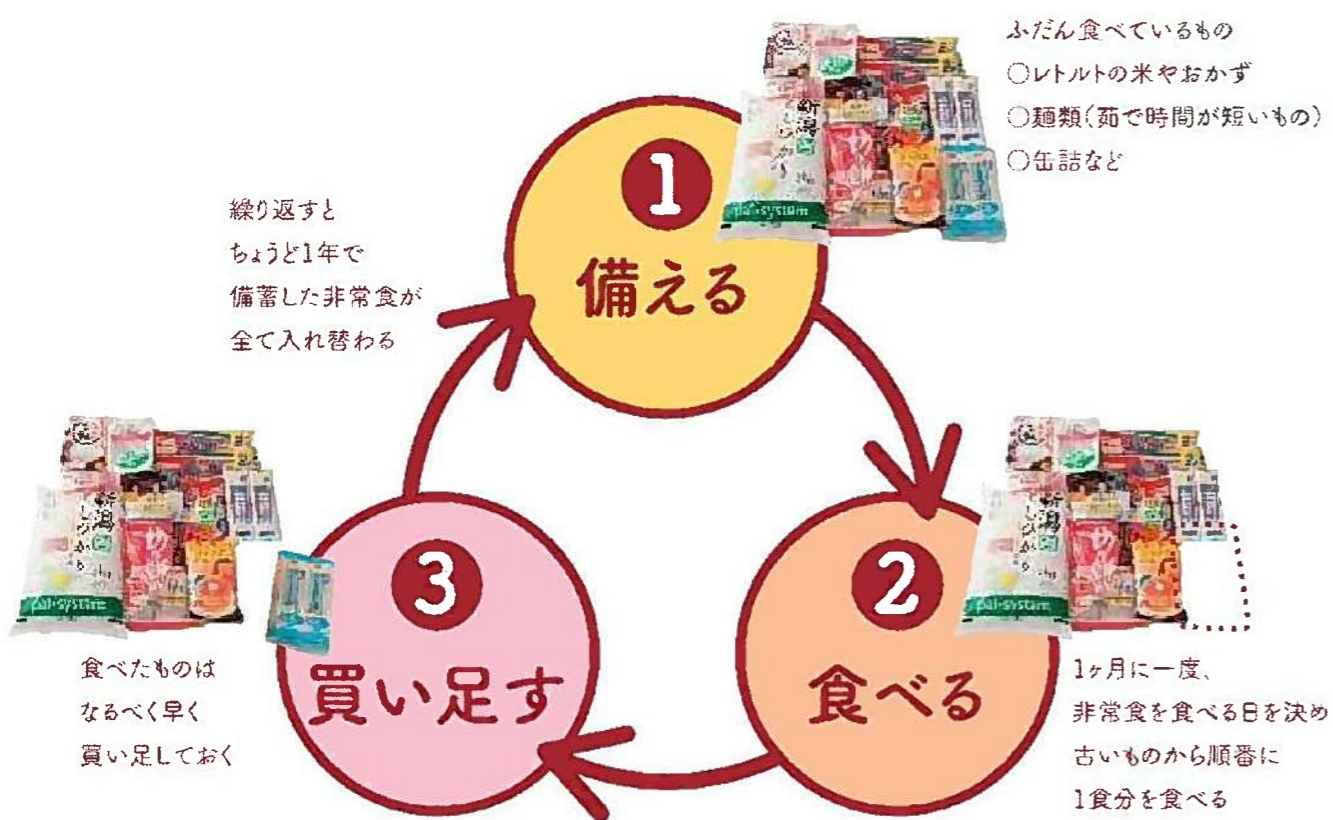 ふだん食べているもの
○レトルトの米やおかず
○麺類(茹で時間が短いもの)
○缶詰など
1
備える
pal*system
繰り返すと
ちょうど1年で
備蓄した非常食が
全て入れ替わる
2
食べる
pal*system
1ヶ月に一度、
非常食を食べる日を決め
古いものから順番に
1食分を食べる
3
買い足す
pal*system
食べたものは
なるべく早く
買い足しておく